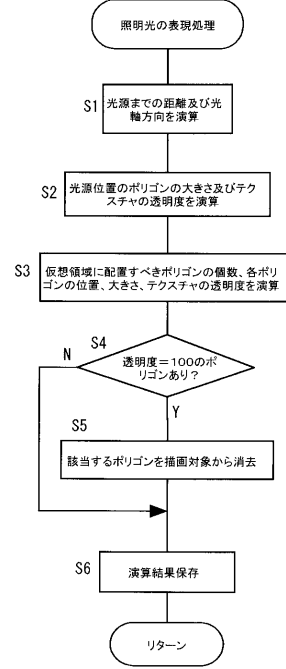 照明光の表現処理
S1
光源までの距離及び光
軸方向を演算
S2
光源位置のポリゴンの大きさ及びテク
スチャの透明度を演算
S3
仮想領域に配置すべきポリゴンの個数、各ポリ
ゴンの位置、大きさ、テクスチャの透明度を演算
S4
透明度=100のポ
リゴンあり?
N
Y
S5
該当するポリゴンを描画対象から消去
S6
演算結果保存
リターン